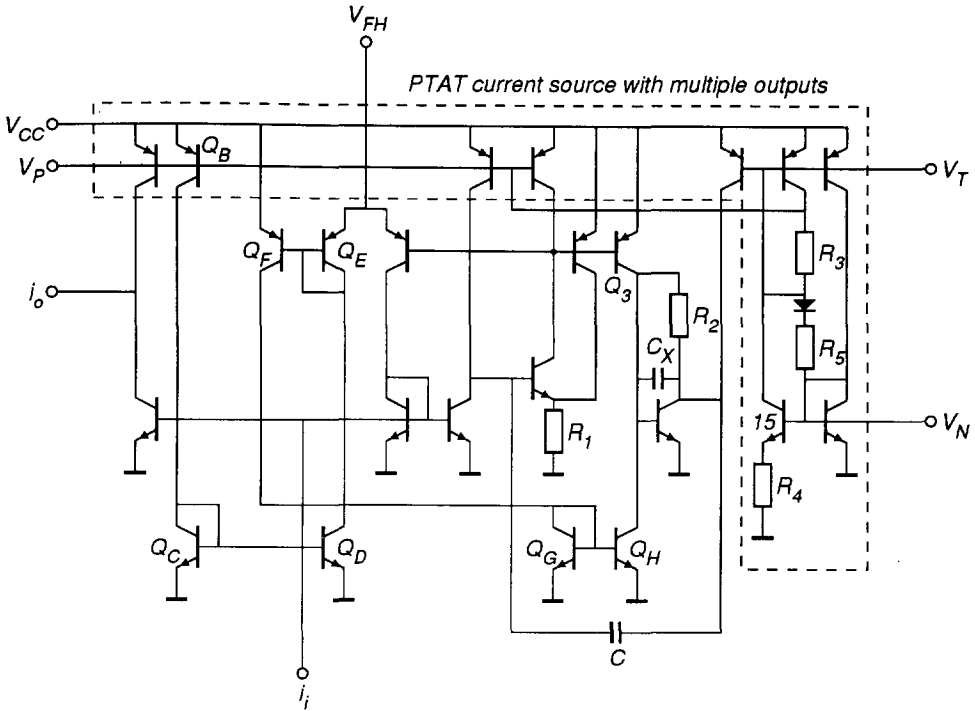 V_FH
PTAT current source with multiple outputs
V_CC
V_P
Q_B
V_T
Q_F
Q_E
Q_3
R_3
i_o
R_2
C_X
R_5
R_1
15
V_N
R_4
Q_C
Q_D
Q_G
Q_H
C
i_i